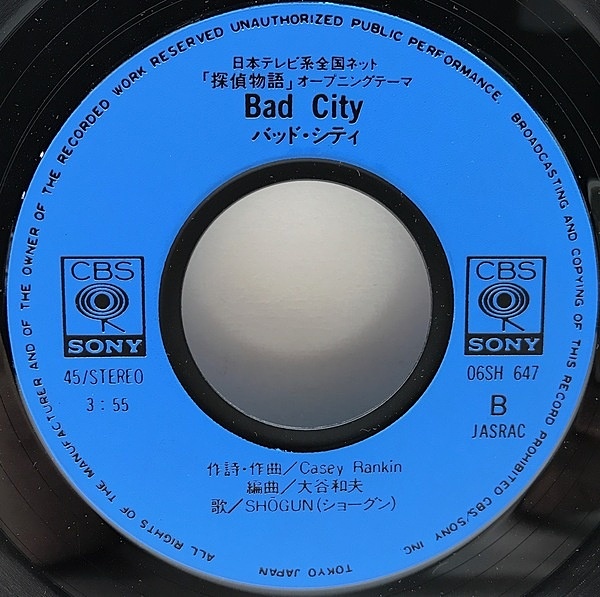 ALL RIGHTS OF THE MANUFACTURER AND OF THE OWNER OF THE RECORDED WORK RESERVED UNAUTHORIZED PUBLIC PERFORMANCE. BROADCASTING AND COPYING OF THIS RECORD PROHIBITED CBS/SONY INC
TOKYO JAPAN
日本テレビ系全国ネット
「探偵物語」オープニングテーマ
Bad City
バッド・シティ
CBS
SONY
45/STEREO
3:55
CBS
SONY
06SH 647
B
JASRAC
作詩・作曲/Casey Rankin
編曲/大谷和夫
歌/SHŌGUN(ショーグン)